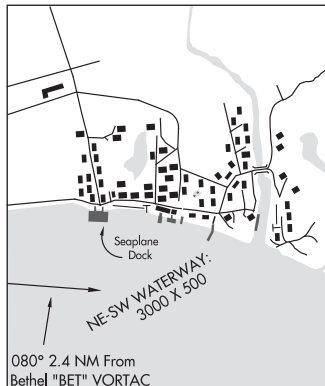 Seaplane
Dock
NE-SW WATERWAY:
3000 X 500
080° 2.4 NM From
Bethel "BET" VORTAC